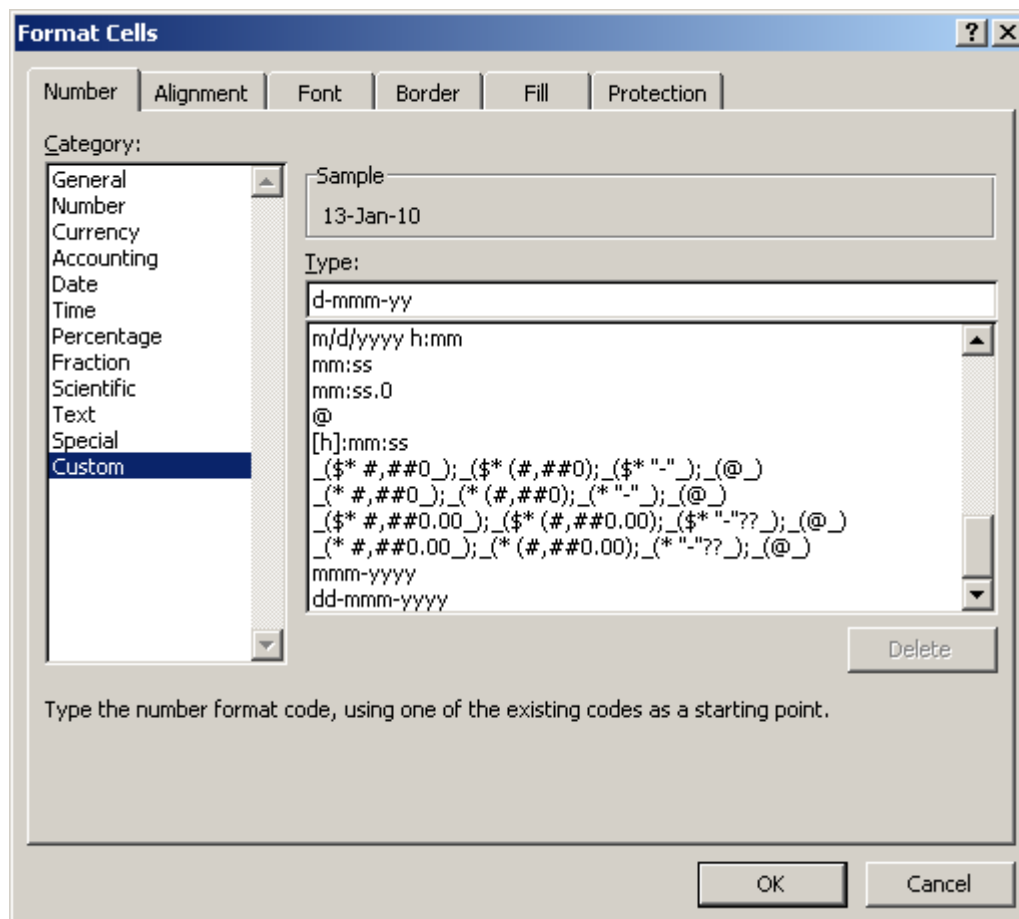 Format Cells
Number Alignment Font Border Fill Protection
Category:
General
Number
Currency
Accounting
Date
Time
Percentage
Fraction
Scientific
Text
Special
Custom
Sample
13-Jan-10
Type:
d-mmm-yy
m/d/yyyy h:mm
mm:ss
mm:ss.0
@
[h]:mm:ss
_($* #,##0_);_($* (#,##0);_($* "-"_);_(@_)
_(* #,##0_);_(* (#,##0);_(* "-"_);_(@_)
_($* #,##0.00_);_($* (#,##0.00);_($* "-"??_);_(@_)
_(* #,##0.00_);_(* (#,##0.00);_(* "-"??_);_(@_)
mmm-yyyy
dd-mmm-yyyy
Delete
Type the number format code, using one of the existing codes as a starting point.
OK Cancel